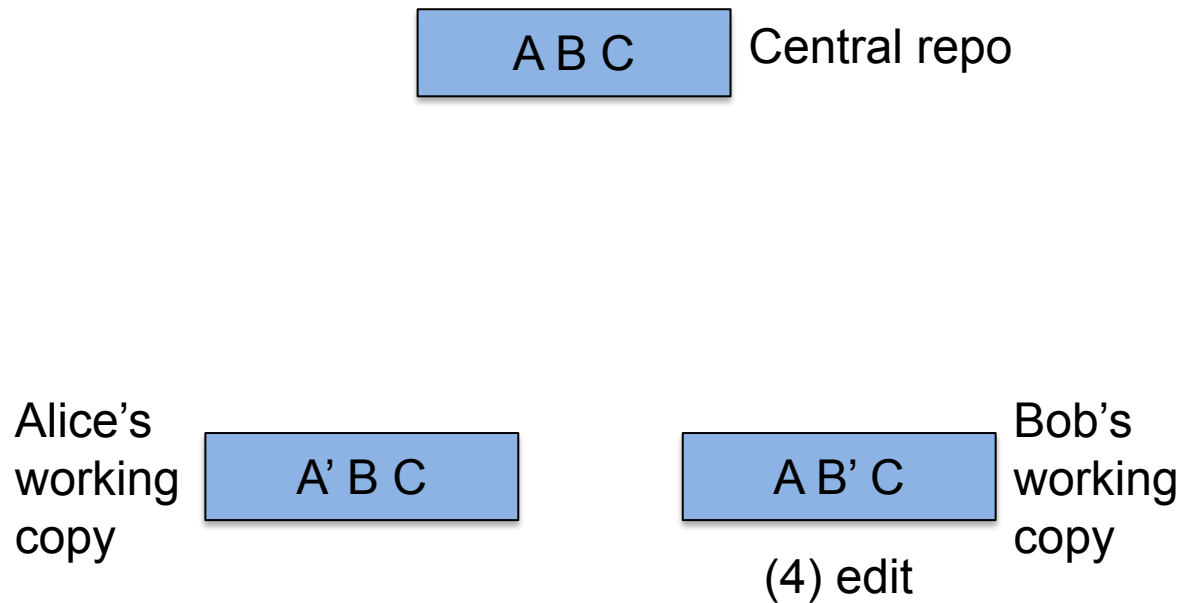 A B C
Central repo
Alice’s
working
copy
A’ B C
A B’ C
Bob’s
working
copy
(4) edit